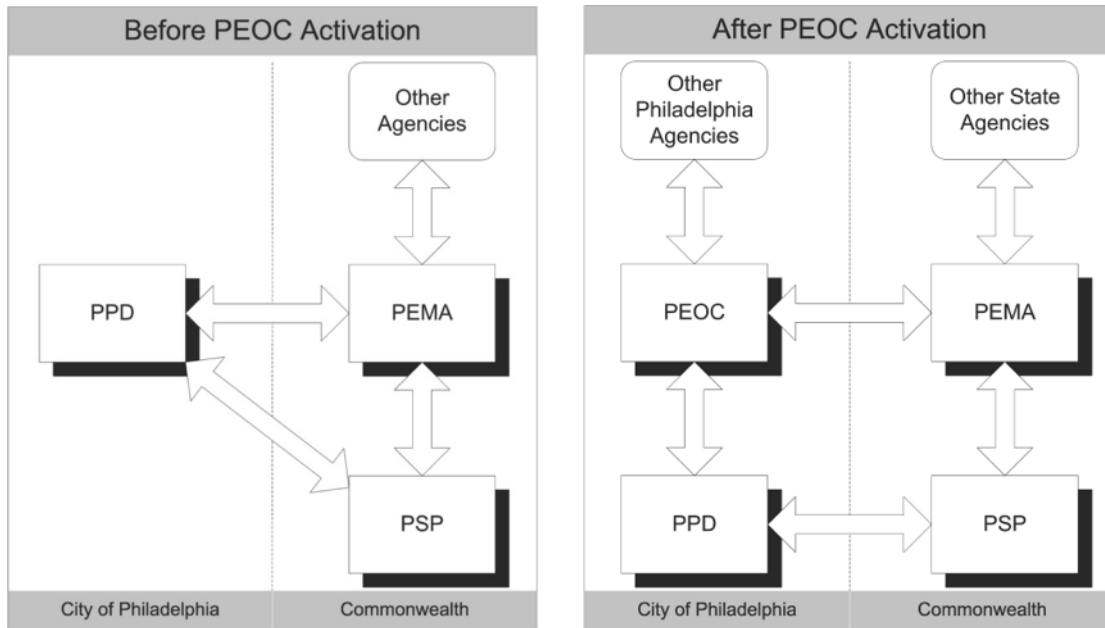 Before PEOC Activation
Other
Agencies
PPD
PEMA
PSP
City of Philadelphia
Commonwealth
After PEOC Activation
Other
Philadelphia
Agencies
Other State
Agencies
PEOC
PEMA
PPD
PSP
City of Philadelphia
Commonwealth